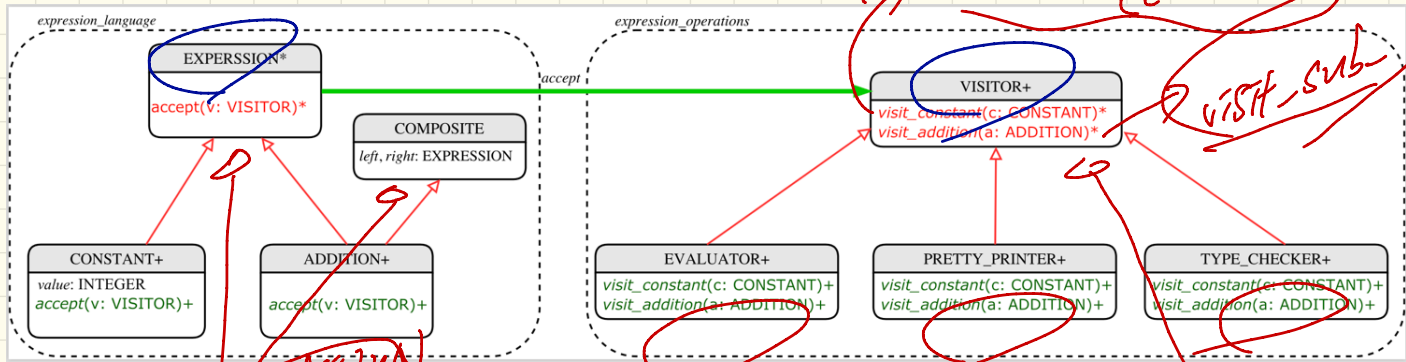 expression_language
expression_operations
EXPERSSION*
accept(v: VISITOR)*
accept
VISITOR+
visit_constant(c: CONSTANT)*
visit_addition(a: ADDITION)*
visit_sub
COMPOSITE
left, right: EXPRESSION
CONSTANT+
value: INTEGER
accept(v: VISITOR)+
ADDITION+
accept(v: VISITOR)+
EVALUATOR+
visit_constant(c: CONSTANT)+
visit_addition(a: ADDITION)+
PRETTY_PRINTER+
visit_constant(c: CONSTANT)+
visit_addition(a: ADDITION)+
TYPE_CHECKER+
visit_constant(c: CONSTANT)+
visit_addition(a: ADDITION)+